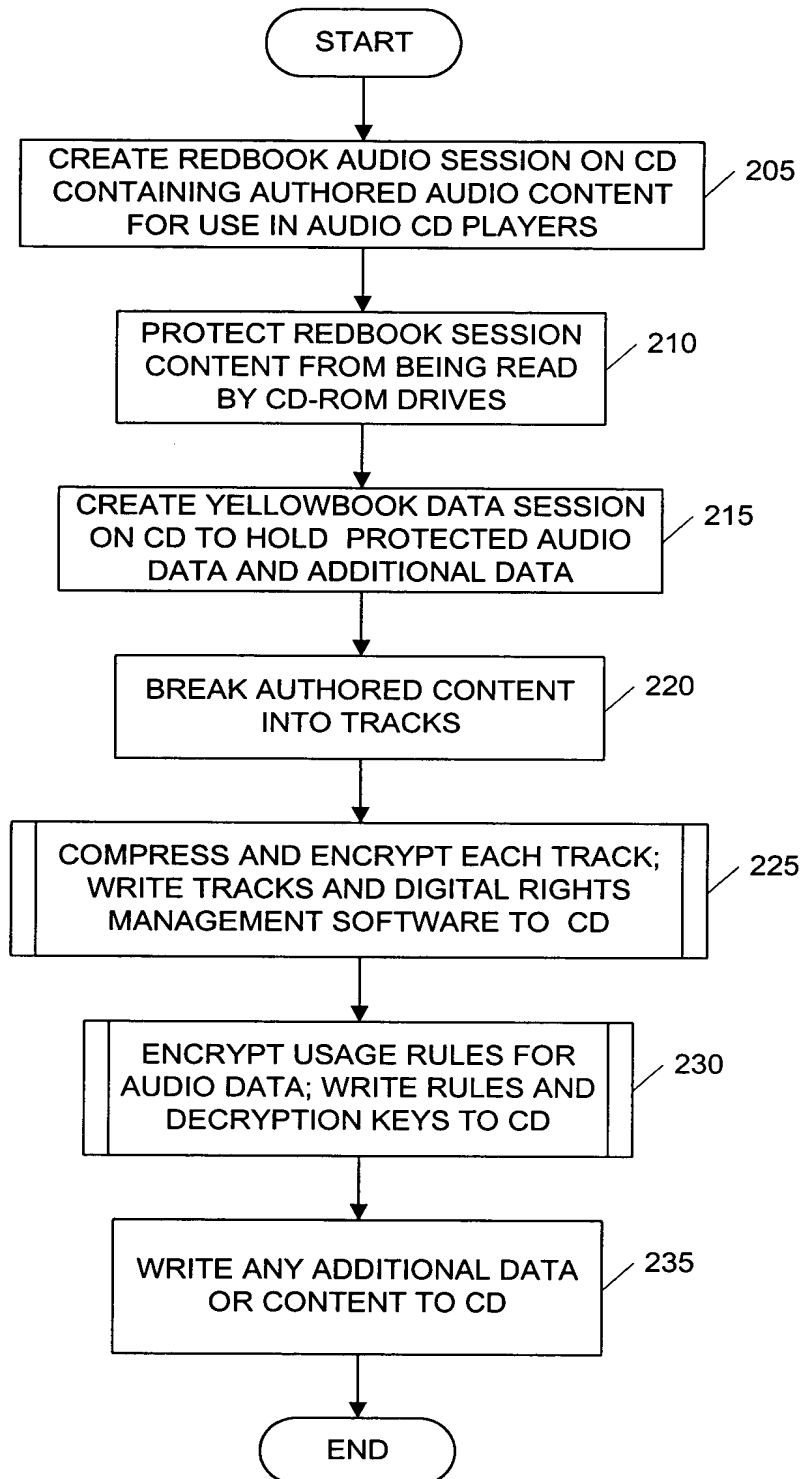 START
CREATE REDBOOK AUDIO SESSION ON CD
CONTAINING AUTHORED AUDIO CONTENT
FOR USE IN AUDIO CD PLAYERS
205
PROTECT REDBOOK SESSION
CONTENT FROM BEING READ
BY CD-ROM DRIVES
210
CREATE YELLOWBOOK DATA SESSION
ON CD TO HOLD PROTECTED AUDIO
DATA AND ADDITIONAL DATA
215
BREAK AUTHORED CONTENT
INTO TRACKS
220
COMPRESS AND ENCRYPT EACH TRACK;
WRITE TRACKS AND DIGITAL RIGHTS
MANAGEMENT SOFTWARE TO CD
225
ENCRYPT USAGE RULES FOR
AUDIO DATA; WRITE RULES AND
DECRYPTION KEYS TO CD
230
WRITE ANY ADDITIONAL DATA
OR CONTENT TO CD
235
END